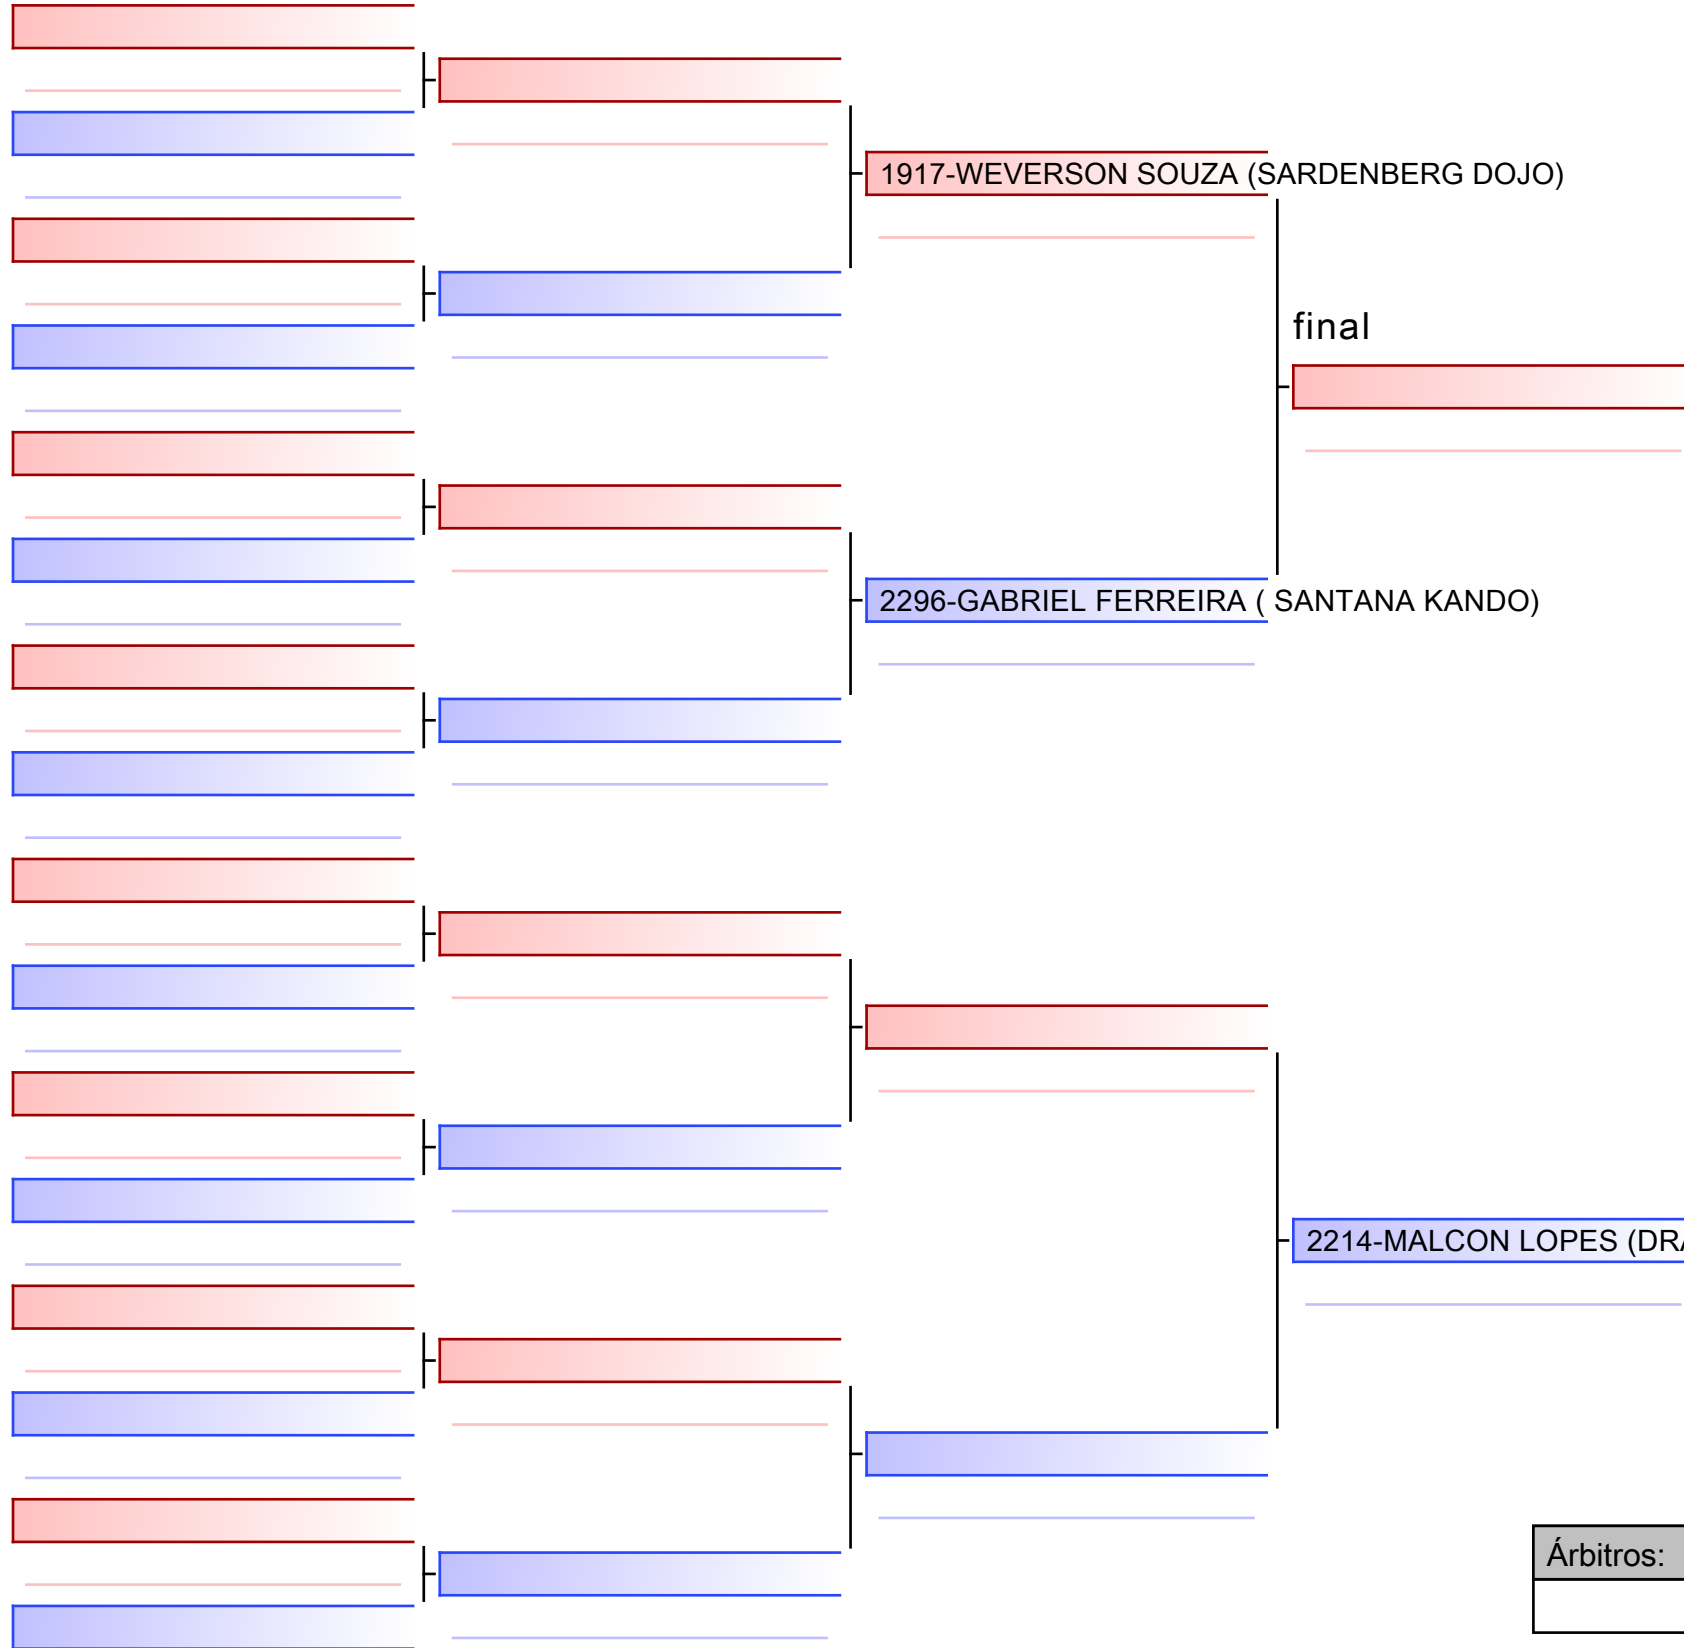 1917-WEVERSON SOUZA (SARDENBERG DOJO)
final
2296-GABRIEL FERREIRA ( SANTANA KANDO)
2214-MALCON LOPES
Árbitros: